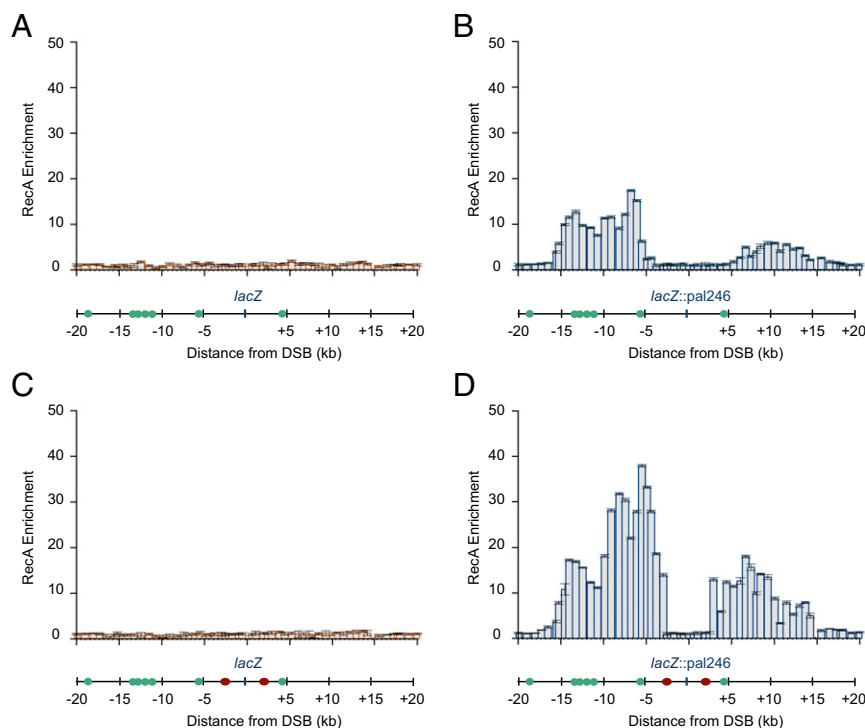 A
50
40
30
20
10
0
RecA Enrichment
lacZ
-20 -15 -10 -5 +5 +10 +15 +20
Distance from DSB (kb)
B
50
40
30
20
10
0
RecA Enrichment
lacZ::pal246
-20 -15 -10 -5 +5 +10 +15 +20
Distance from DSB (kb)
C
50
40
30
20
10
0
RecA Enrichment
lacZ
-20 -15 -10 -5 +5 +10 +15 +20
Distance from DSB (kb)
D
50
40
30
20
10
0
RecA Enrichment
lacZ::pal246
-20 -15 -10 -5 +5 +10 +15 +20
Distance from DSB (kb)